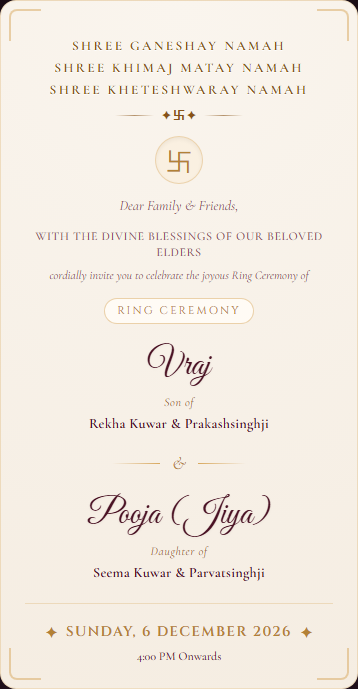 SHREE GANESHAY NAMAH
SHREE KHIMAJ MATAY NAMAH
SHREE KHETESHWARAY NAMAH
✦卐✦
卐
Dear Family & Friends,
WITH THE DIVINE BLESSINGS OF OUR BELOVED
ELDERS
cordially invite you to celebrate the joyous Ring Ceremony of
RING CEREMONY
Vraj
Son of
Rekha Kuwar & Prakashsinghji
&
Pooja (Jiya)
Daughter of
Seema Kuwar & Parvatsinghji
✦ SUNDAY, 6 DECEMBER 2026 ✦
4:00 PM Onwards